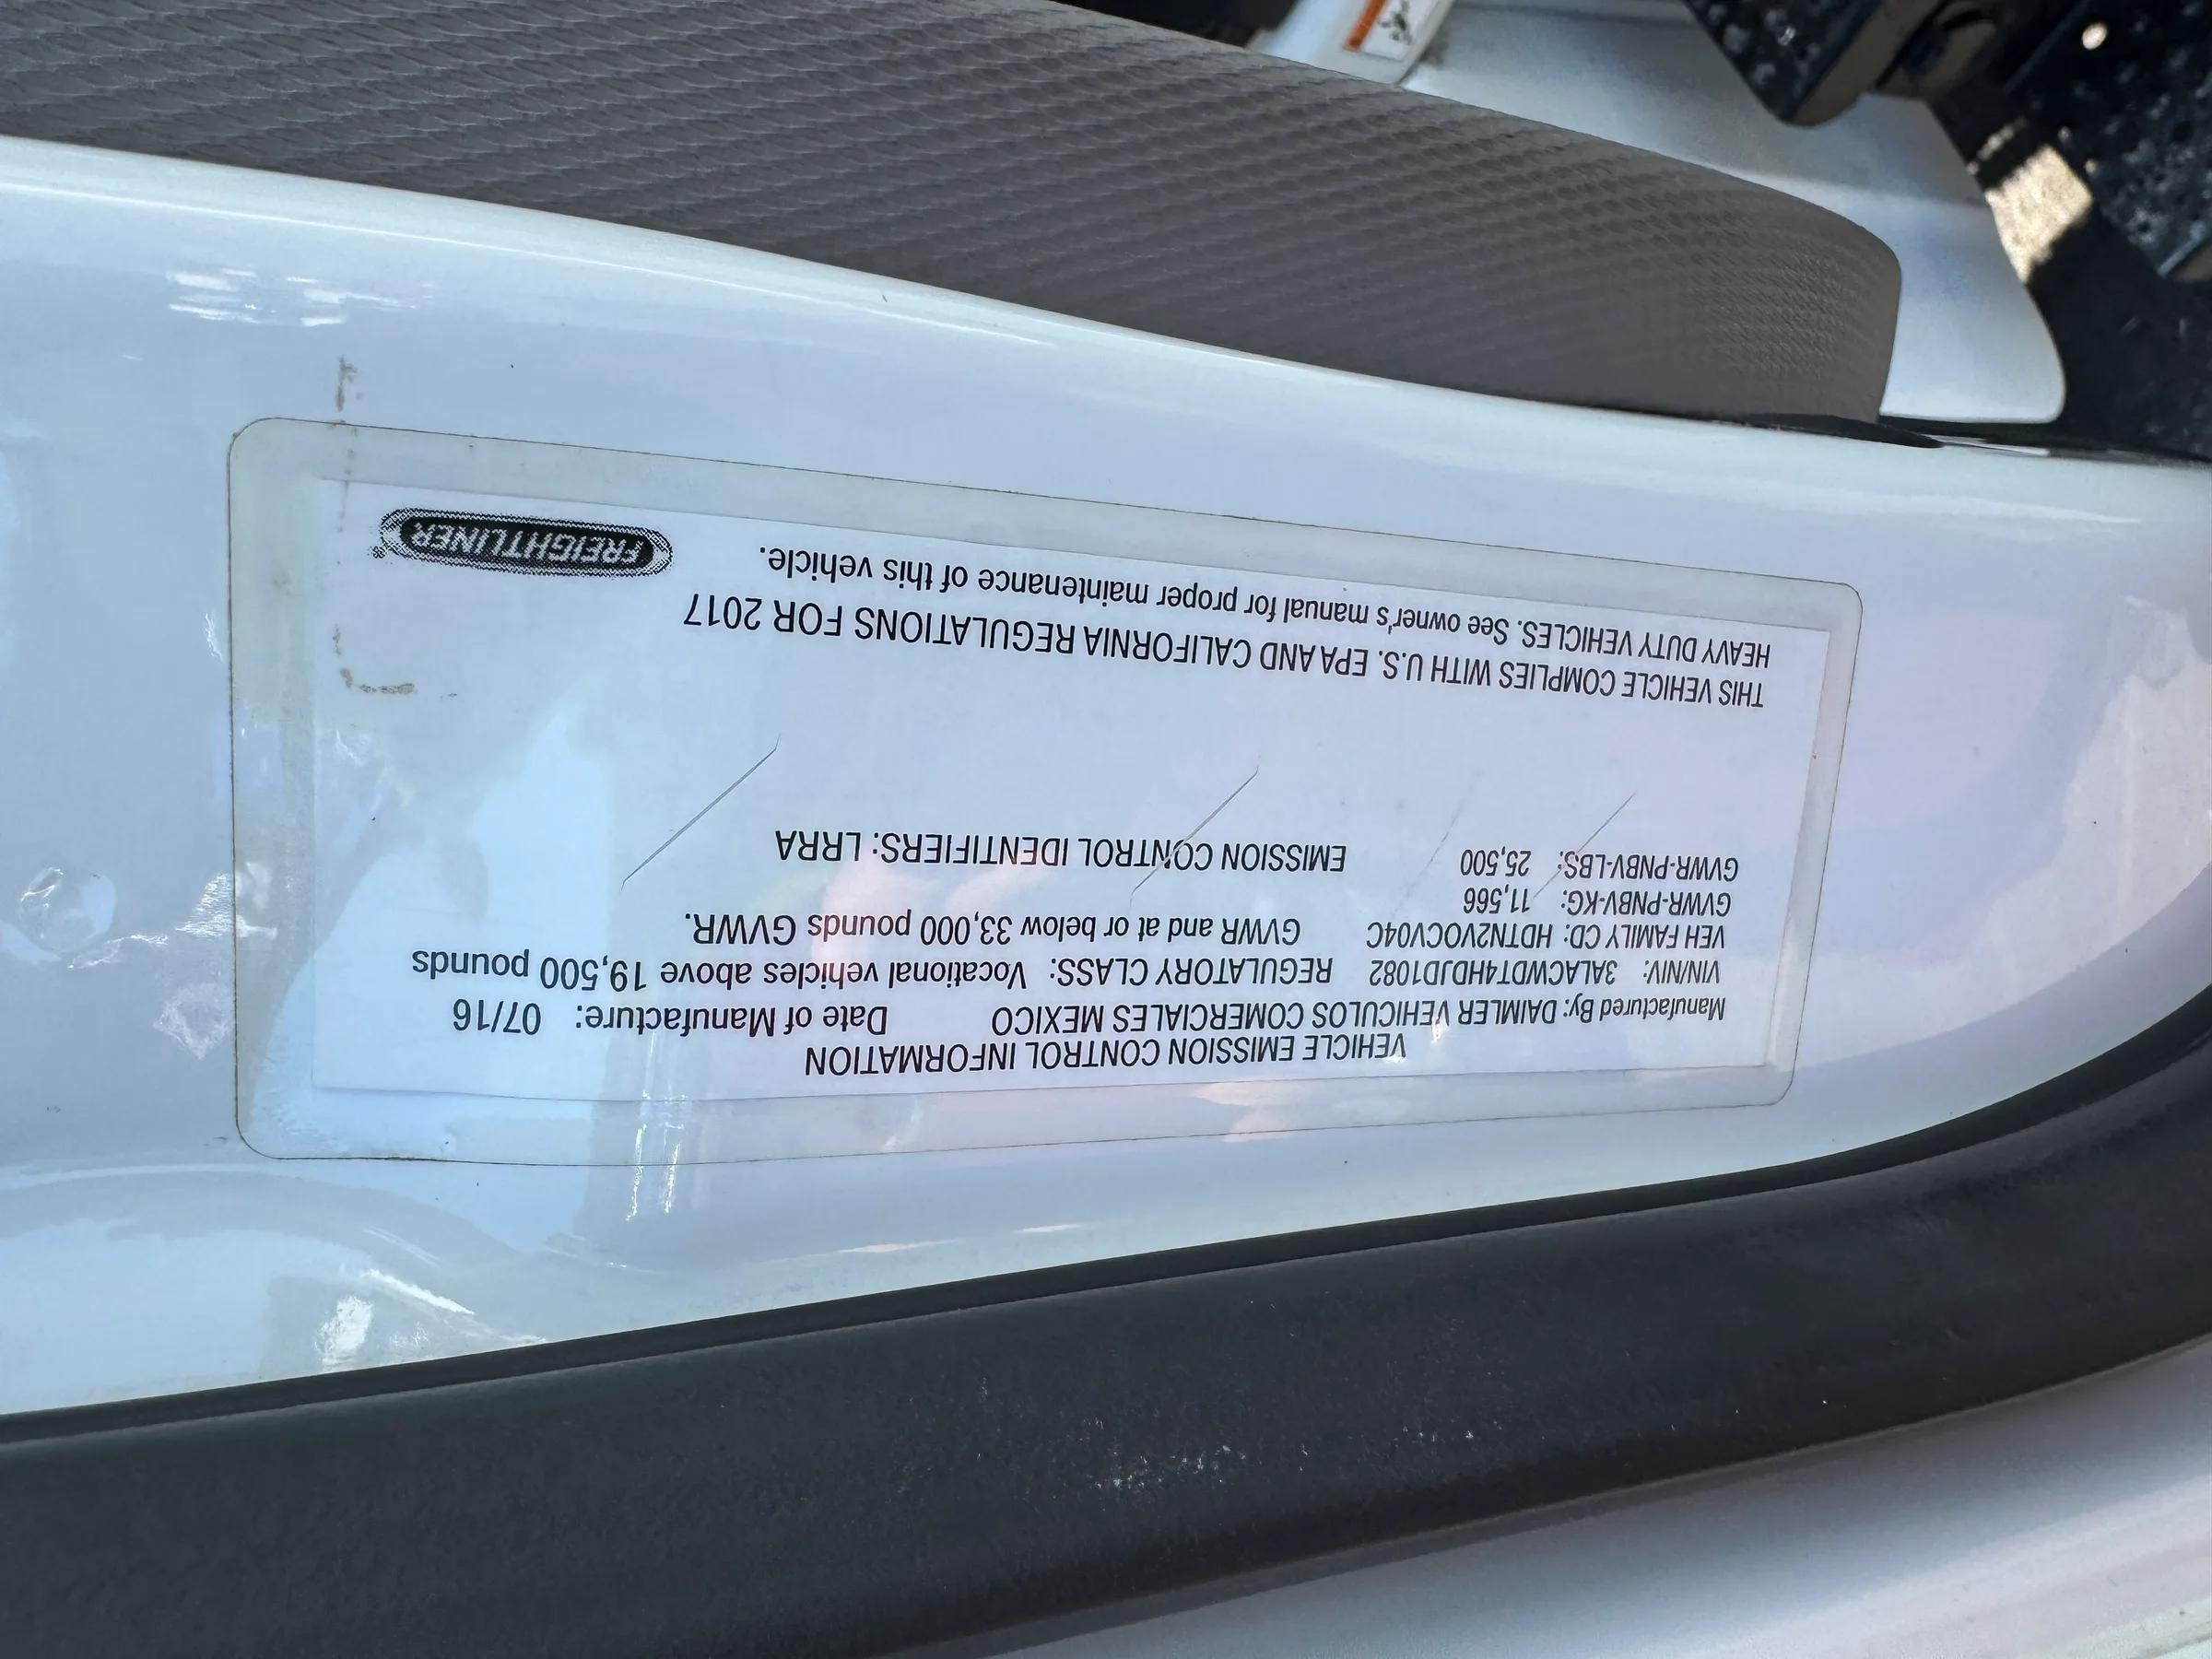 VEHICLE EMISSION CONTROL INFORMATION
Manufactured By: DAIMLER VEHICULOS COMERCIALES MEXICO Date of Manufacture: 07/16
VIN/NIV: 3ALACWDT4HDJD1082 REGULATORY CLASS: Vocational vehicles above 19,500 pounds
VEH FAMILY CD: HDTN2VOCV04C GVWR and at or below 33,000 pounds GVWR.
GVWR-PNBV-KG: 11,566
GVWR-PNBV-LBS: 25,500 EMISSION CONTROL IDENTIFIERS: LRRA
THIS VEHICLE COMPLIES WITH U.S. EPA AND CALIFORNIA REGULATIONS FOR 2017
HEAVY DUTY VEHICLES. See owner's manual for proper maintenance of this vehicle.
FREIGHTLINER